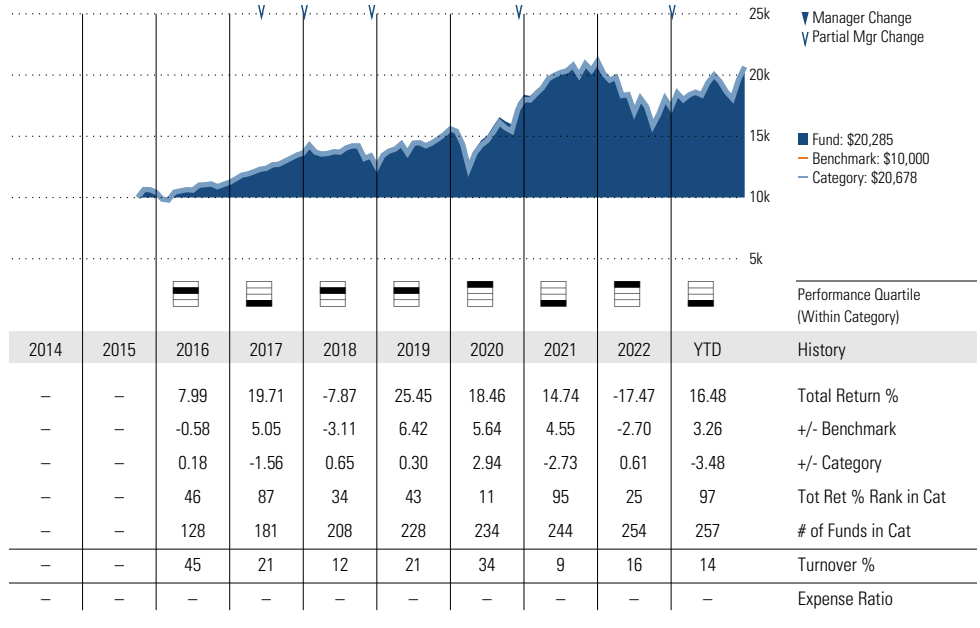 25k
▼ Manager Change
Partial Mgr Change
20k
15k
Fund: $20,285
Benchmark: $10,000
Category: $20,678
10k
5k
Performance Quartile
(Within Category)
2014 2015 2016 2017 2018 2019 2020 2021 2022 YTD History
– – 7.99 19.71 -7.87 25.45 18.46 14.74 -17.47 16.48 Total Return %
– – -0.58 5.05 -3.11 6.42 5.64 4.55 -2.70 3.26 +/- Benchmark
– – 0.18 -1.56 0.65 0.30 2.94 -2.73 0.61 -3.48 +/- Category
– – 46 87 34 43 11 95 25 97 Tot Ret % Rank in Cat
– – 128 181 208 228 234 244 254 257 # of Funds in Cat
– – 45 21 12 21 34 9 16 14 Turnover %
– – – – – – – – – – Expense Ratio